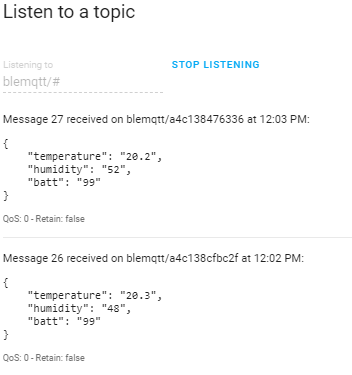 Listen to a topic
Listening to
blemqtt/#
STOP LISTENING
Message 27 received on blemqtt/a4c138476336 at 12:03 PM:
{
    "temperature": "20.2",
    "humidity": "52",
    "batt": "99"
}
QoS: 0 - Retain: false
Message 26 received on blemqtt/a4c138cfbc2f at 12:02 PM:
{
    "temperature": "20.3",
    "humidity": "48",
    "batt": "99"
}
QoS: 0 - Retain: false